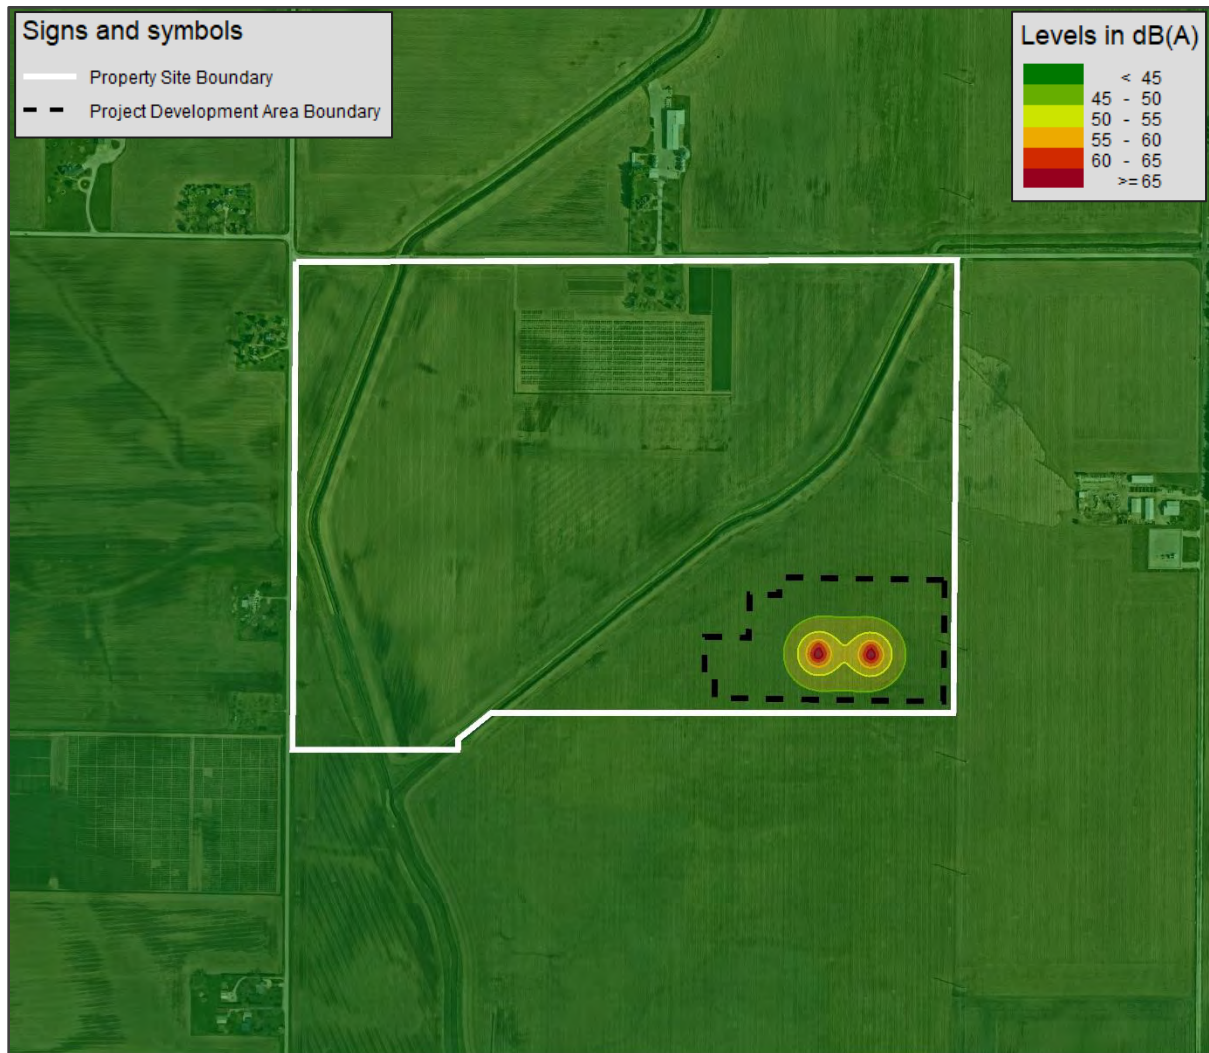 Signs and symbols
Property Site Boundary
Project Development Area Boundary
Levels in dB(A)
< 45
45 - 50
50 - 55
55 - 60
60 - 65
>= 65